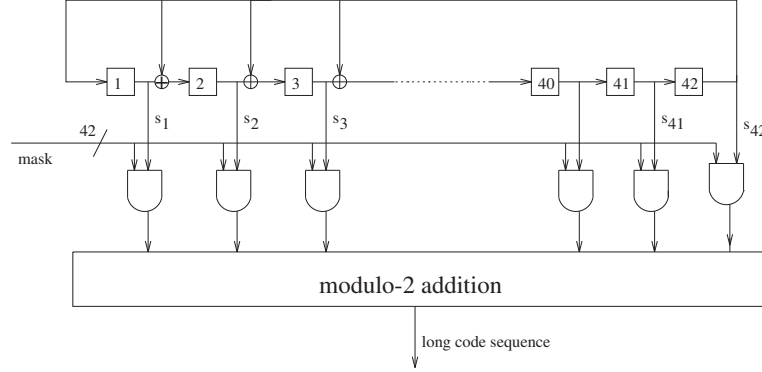 1 2 3 40 41 42
s1 s2 s3 s41 s42
42
mask
modulo-2 addition
long code sequence